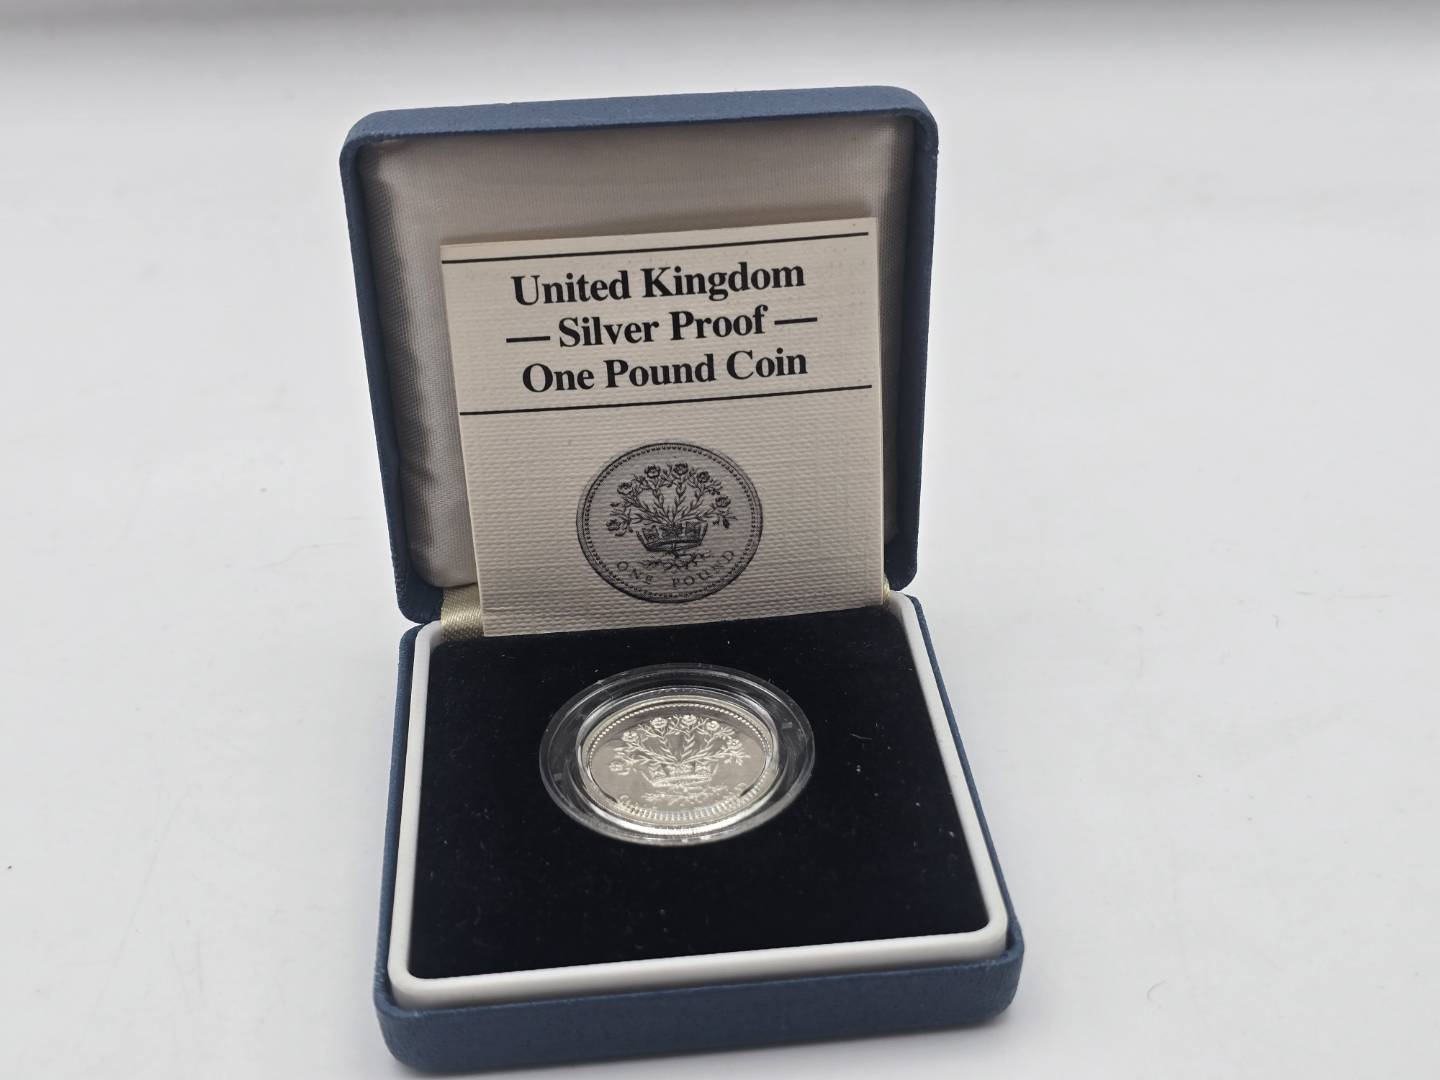 United Kingdom
— Silver Proof —
One Pound Coin
ONE POUND